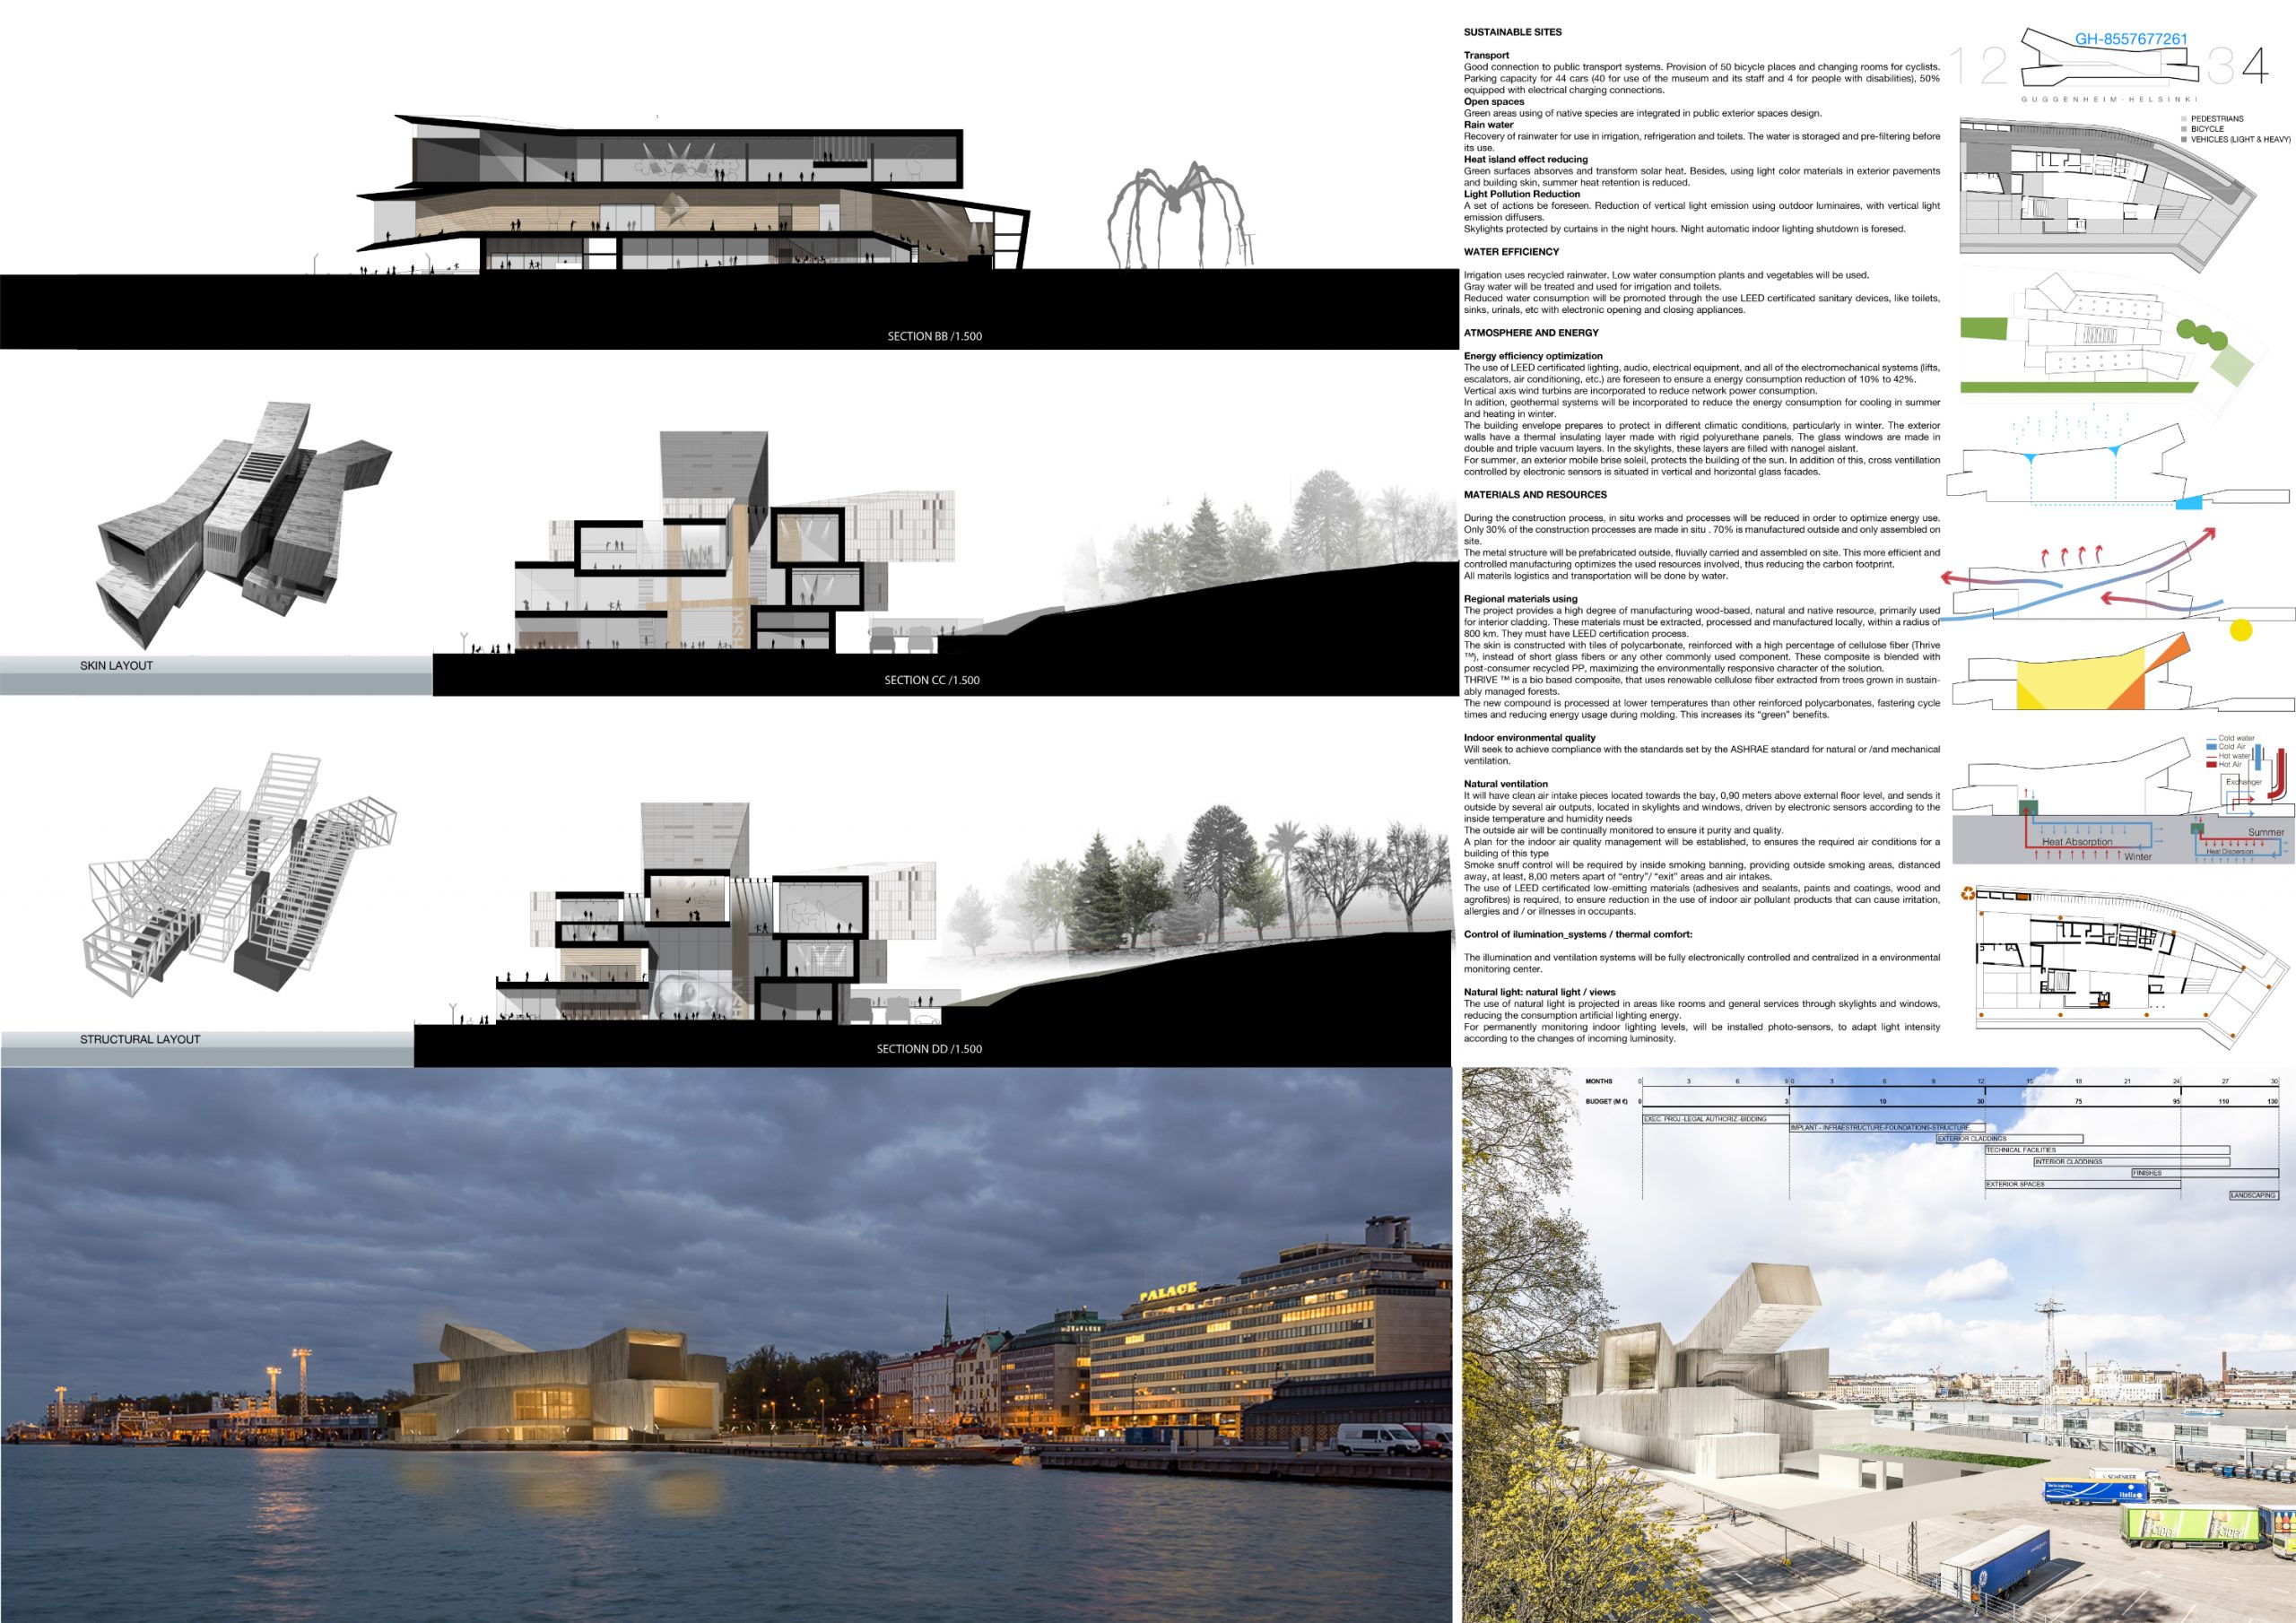 SECTION BB /1.500
SKIN LAYOUT
SECTION CC /1.500
STRUCTURAL LAYOUT
SECTIONN DD /1.500
PALACE
SUSTAINABLE SITES
Transport
Good connection to public transport systems. Provision of 50 bicycle places and changing rooms for cyclists.
Parking capacity for 44 cars (40 for use of the museum and its staff and 4 for people with disabilities), 50%
equipped with electrical charging connections.
Open spaces
Green areas using of native species are integrated in public exterior spaces design.
Rain water
Recovery of rainwater for use in irrigation, refrigeration and toilets. The water is storaged and pre-filtering before
its use.
Heat island effect reducing
Green surfaces absorves and transform solar heat. Besides, using light color materials in exterior pavements
and building skin, summer heat retention is reduced.
Light Pollution Reduction
A set of actions be foreseen. Reduction of vertical light emission using outdoor luminaires, with vertical light
emission diffusers.
Skylights protected by curtains in the night hours. Night automatic indoor lighting shutdown is foresed.
WATER EFFICIENCY
Irrigation uses recycled rainwater. Low water consumption plants and vegetables will be used.
Gray water will be treated and used for irrigation and toilets.
Reduced water consumption will be promoted through the use LEED certificated sanitary devices, like toilets,
sinks, urinals, etc with electronic opening and closing appliances.
ATMOSPHERE AND ENERGY
Energy efficiency optimization
The use of LEED certificated lighting, audio, electrical equipment, and all of the electromechanical systems (lifts,
escalators, air conditioning, etc.) are foreseen to ensure a energy consumption reduction of 10% to 42%.
Vertical axis wind turbins are incorporated to reduce network power consumption.
In adition, geothermal systems will be incorporated to reduce the energy consumption for cooling in summer
and heating in winter.
The building envelope prepares to protect in different climatic conditions, particularly in winter. The exterior
walls have a thermal insulating layer made with rigid polyurethane panels. The glass windows are made in
double and triple vacuum layers. In the skylights, these layers are filled with nanogel aislant.
For summer, an exterior mobile brise soleil, protects the building of the sun. In addition of this, cross ventillation
controlled by electronic sensors is situated in vertical and horizontal glass facades.
MATERIALS AND RESOURCES
During the construction process, in situ works and processes will be reduced in order to optimize energy use.
Only 30% of the construction processes are made in situ . 70% is manufactured outside and only assembled on
site.
The metal structure will be prefabricated outside, fluvially carried and assembled on site. This more efficient and
controlled manufacturing optimizes the used resources involved, thus reducing the carbon footprint.
All materils logistics and transportation will be done by water.
Regional materials using
The project provides a high degree of manufacturing wood-based, natural and native resource, primarily used
for interior cladding. These materials must be extracted, processed and manufactured locally, within a radius of
800 km. They must have LEED certification process.
The skin is constructed with tiles of polycarbonate, reinforced with a high percentage of cellulose fiber (Thrive
™), instead of short glass fibers or any other commonly used component. These composite is blended with
post-consumer recycled PP, maximizing the environmentally responsive character of the solution.
THRIVE ™ is a bio based composite, that uses renewable cellulose fiber extracted from trees grown in sustain-
ably managed forests.
The new compound is processed at lower temperatures than other reinforced polycarbonates, fastering cycle
times and reducing energy usage during molding. This increases its “green” benefits.
Indoor environmental quality
Will seek to achieve compliance with the standards set by the ASHRAE standard for natural or /and mechanical
ventilation.
Natural ventilation
It will have clean air intake pieces located towards the bay, 0,90 meters above external floor level, and sends it
outside by several air outputs, located in skylights and windows, driven by electronic sensors according to the
inside temperature and humidity needs
The outside air will be continually monitored to ensure it purity and quality.
A plan for the indoor air quality management will be established, to ensures the required air conditions for a
building of this type
Smoke snuff control will be required by inside smoking banning, providing outside smoking areas, distanced
away, at least, 8,00 meters apart of “entry”/ “exit” areas and air intakes.
The use of LEED certificated low-emitting materials (adhesives and sealants, paints and coatings, wood and
agrofibres) is required, to ensure reduction in the use of indoor air pollutant products that can cause irritation,
allergies and / or illnesses in occupants.
Control of ilumination_systems / thermal comfort:
The illumination and ventilation systems will be fully electronically controlled and centralized in a environmental
monitoring center.
Natural light: natural light / views
The use of natural light is projected in areas like rooms and general services through skylights and windows,
reducing the consumption artificial lighting energy.
For permanently monitoring indoor lighting levels, will be installed photo-sensors, to adapt light intensity
according to the changes of incoming luminosity.
12 GH-8557677261 34
GUGGENHEIM-HELSINKI
PEDESTRIANS
BICYCLE
VEHICLES (LIGHT & HEAVY)
Cold water
Cold Air
Hot water
Hot Air
Exchanger
Heat Absorption
Winter
Summer
Heat Dispersion
MONTHS 0 3 6 9 0 3 6 9 12 15 18 21 24 27 30
BUDGET (M €) 0 3 10 30 75 95 110 130
EXEC. PROJ.-LEGAL AUTHORIZ.-BIDDING
IMPLANT - INFRAESTRUCTURE-FOUNDATIONS-STRUCTURE
EXTERIOR CLADDINGS
TECHNICAL FACILITIES
INTERIOR CLADDINGS
FINISHES
EXTERIOR SPACES
LANDSCAPING
SCHENKER
itella